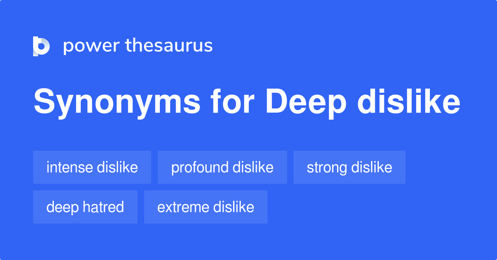 power thesaurus
Synonyms for Deep dislike
intense dislike profound dislike strong dislike
deep hatred extreme dislike